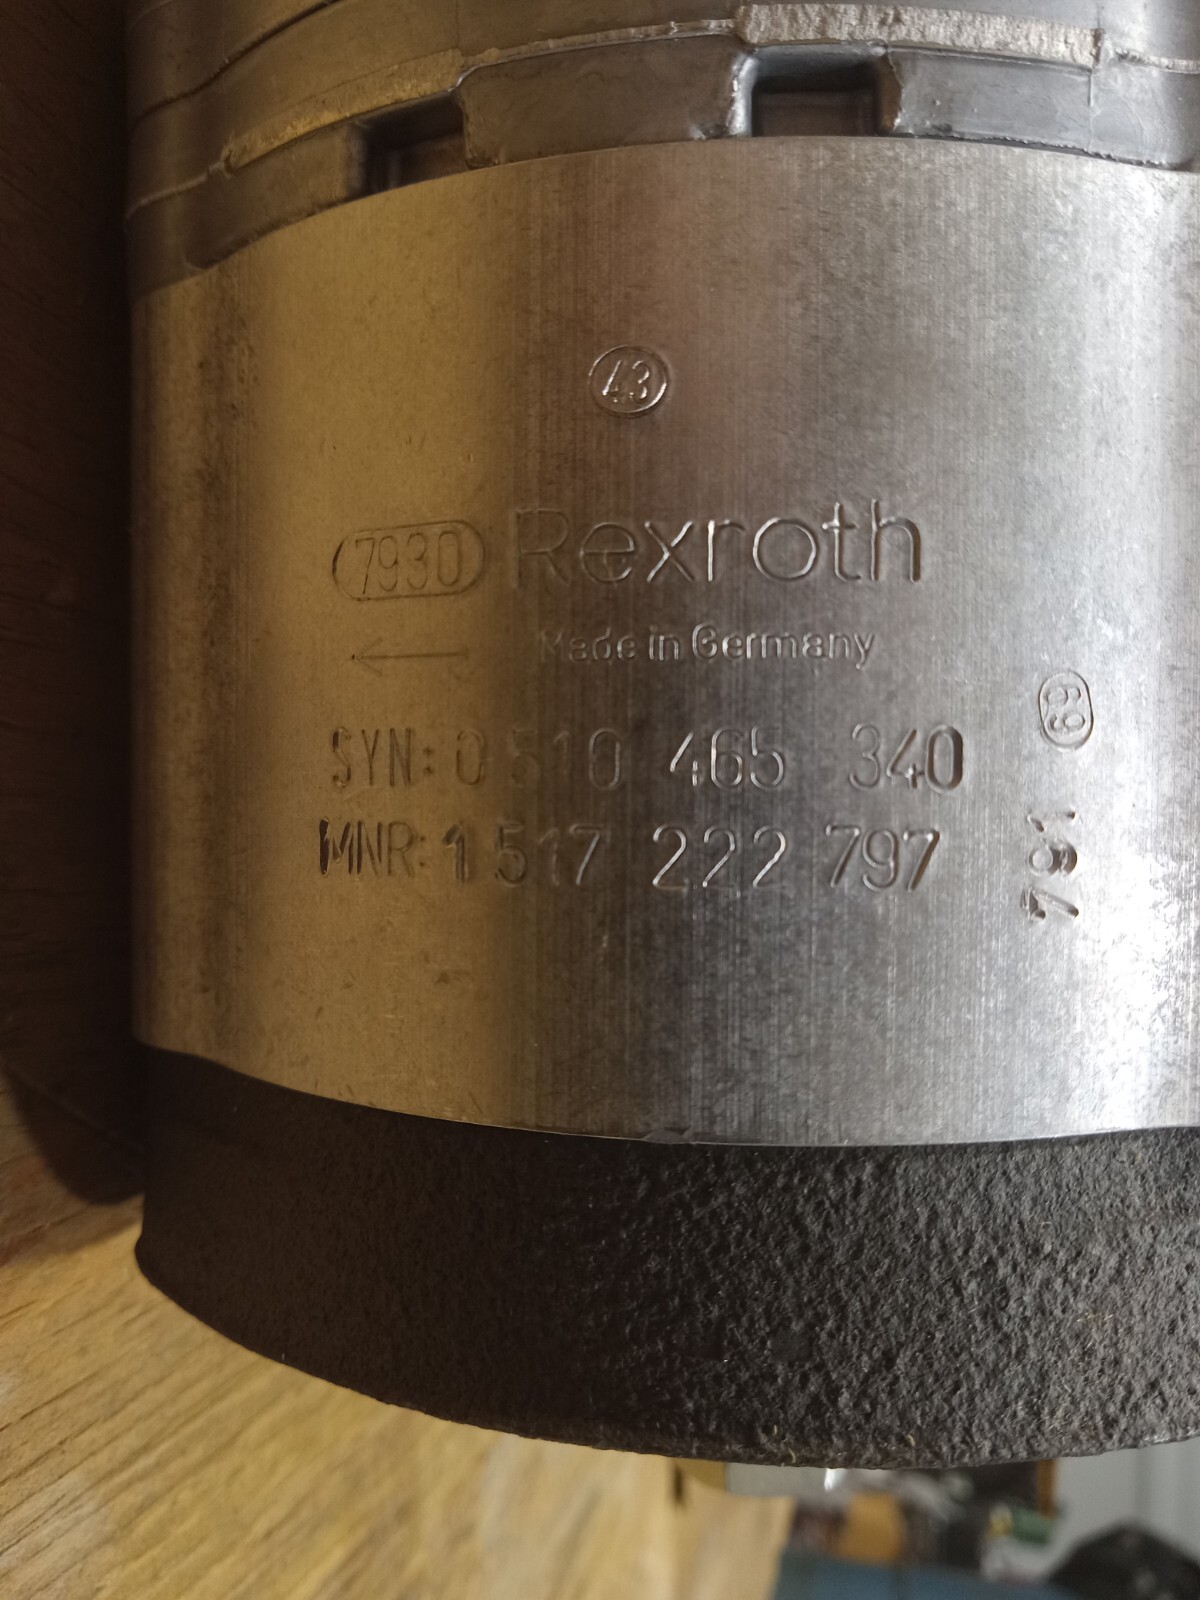 43
7930 Rexroth
Made in Germany
SYN: 0 510 465 340
MNR: 1 517 222 797
791 69